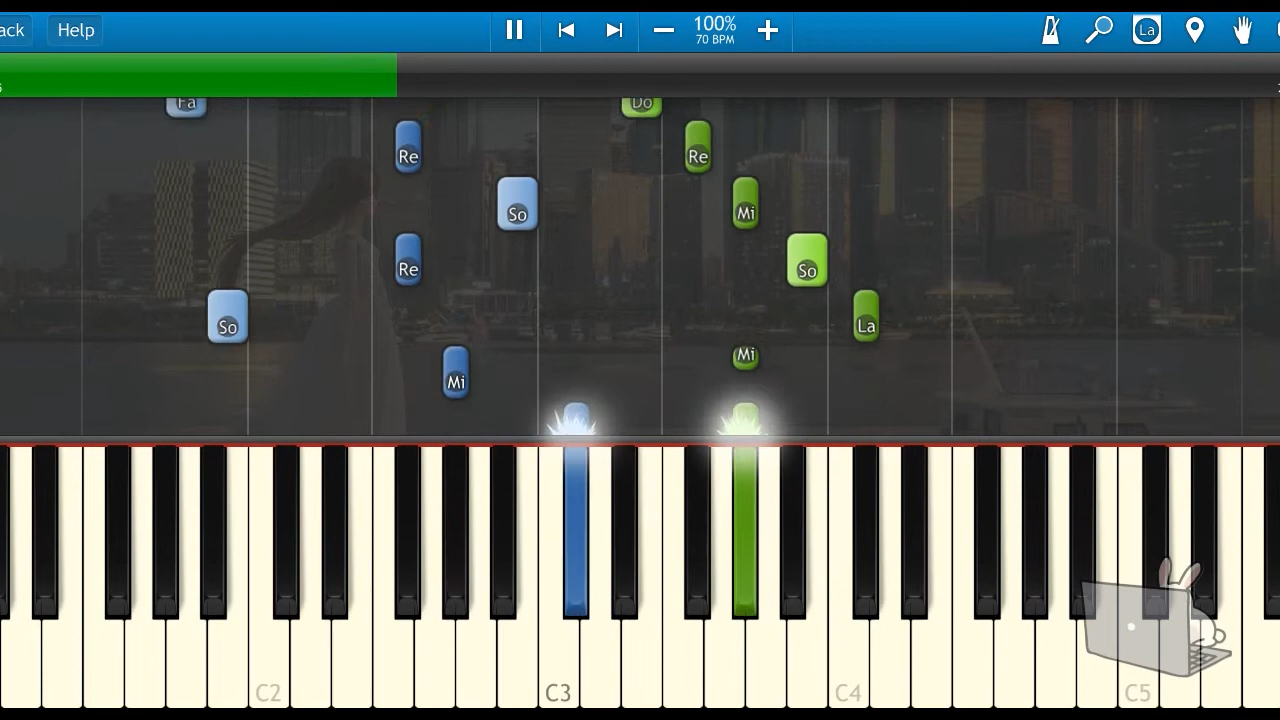 ack Help 100%
70 BPM La
Fa Do
Re Re
So Mi
So
Re
So La
Mi
Mi
C2 C3 C4 C5